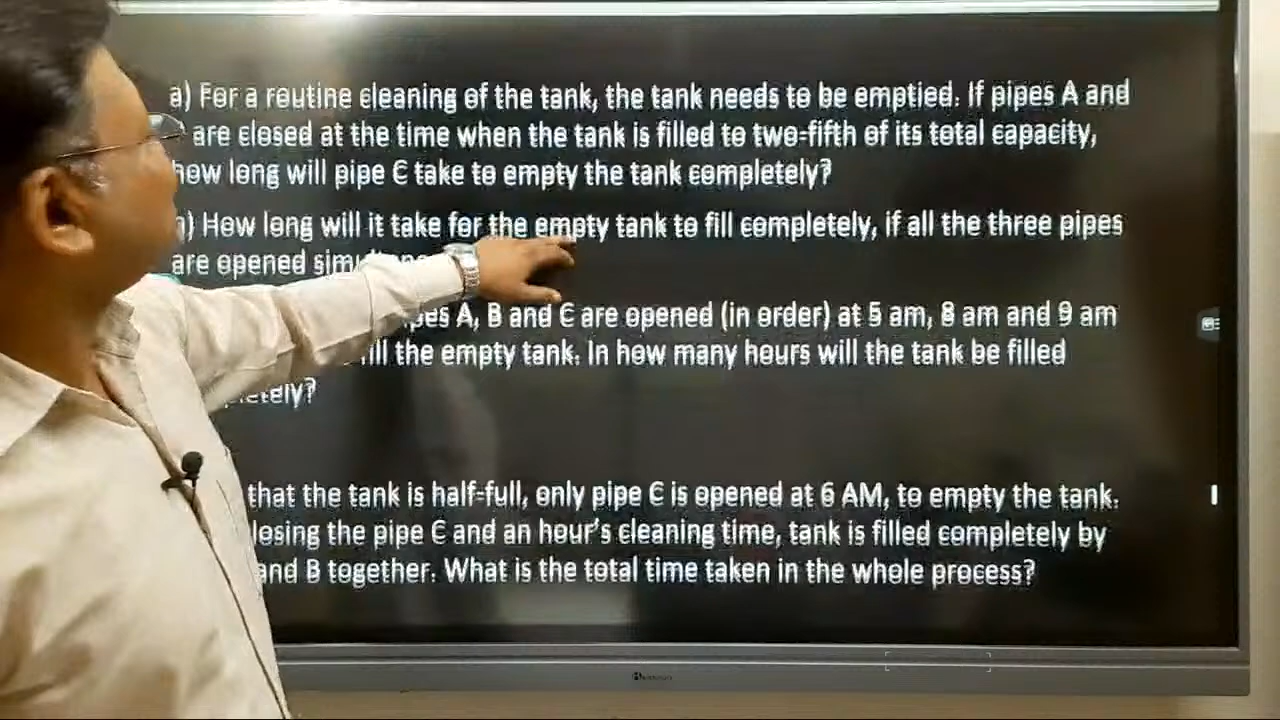 a) For a routine cleaning of the tank, the tank needs to be emptied. If pipes A and
are closed at the time when the tank is filled to two-fifth of its total capacity,
how long will pipe C take to empty the tank completely?
How long will it take for the empty tank to fill completely, if all the three pipes
are opened
A, B and C are opened (in order) at 5 am, 8 am and 9 am
the empty tank. In how many hours will the tank be filled
that the tank is half-full, only pipe C is opened at 6 AM, to empty the tank.
the pipe C and an hour's cleaning time, tank is filled completely by
and B together. What is the total time taken in the whole process?